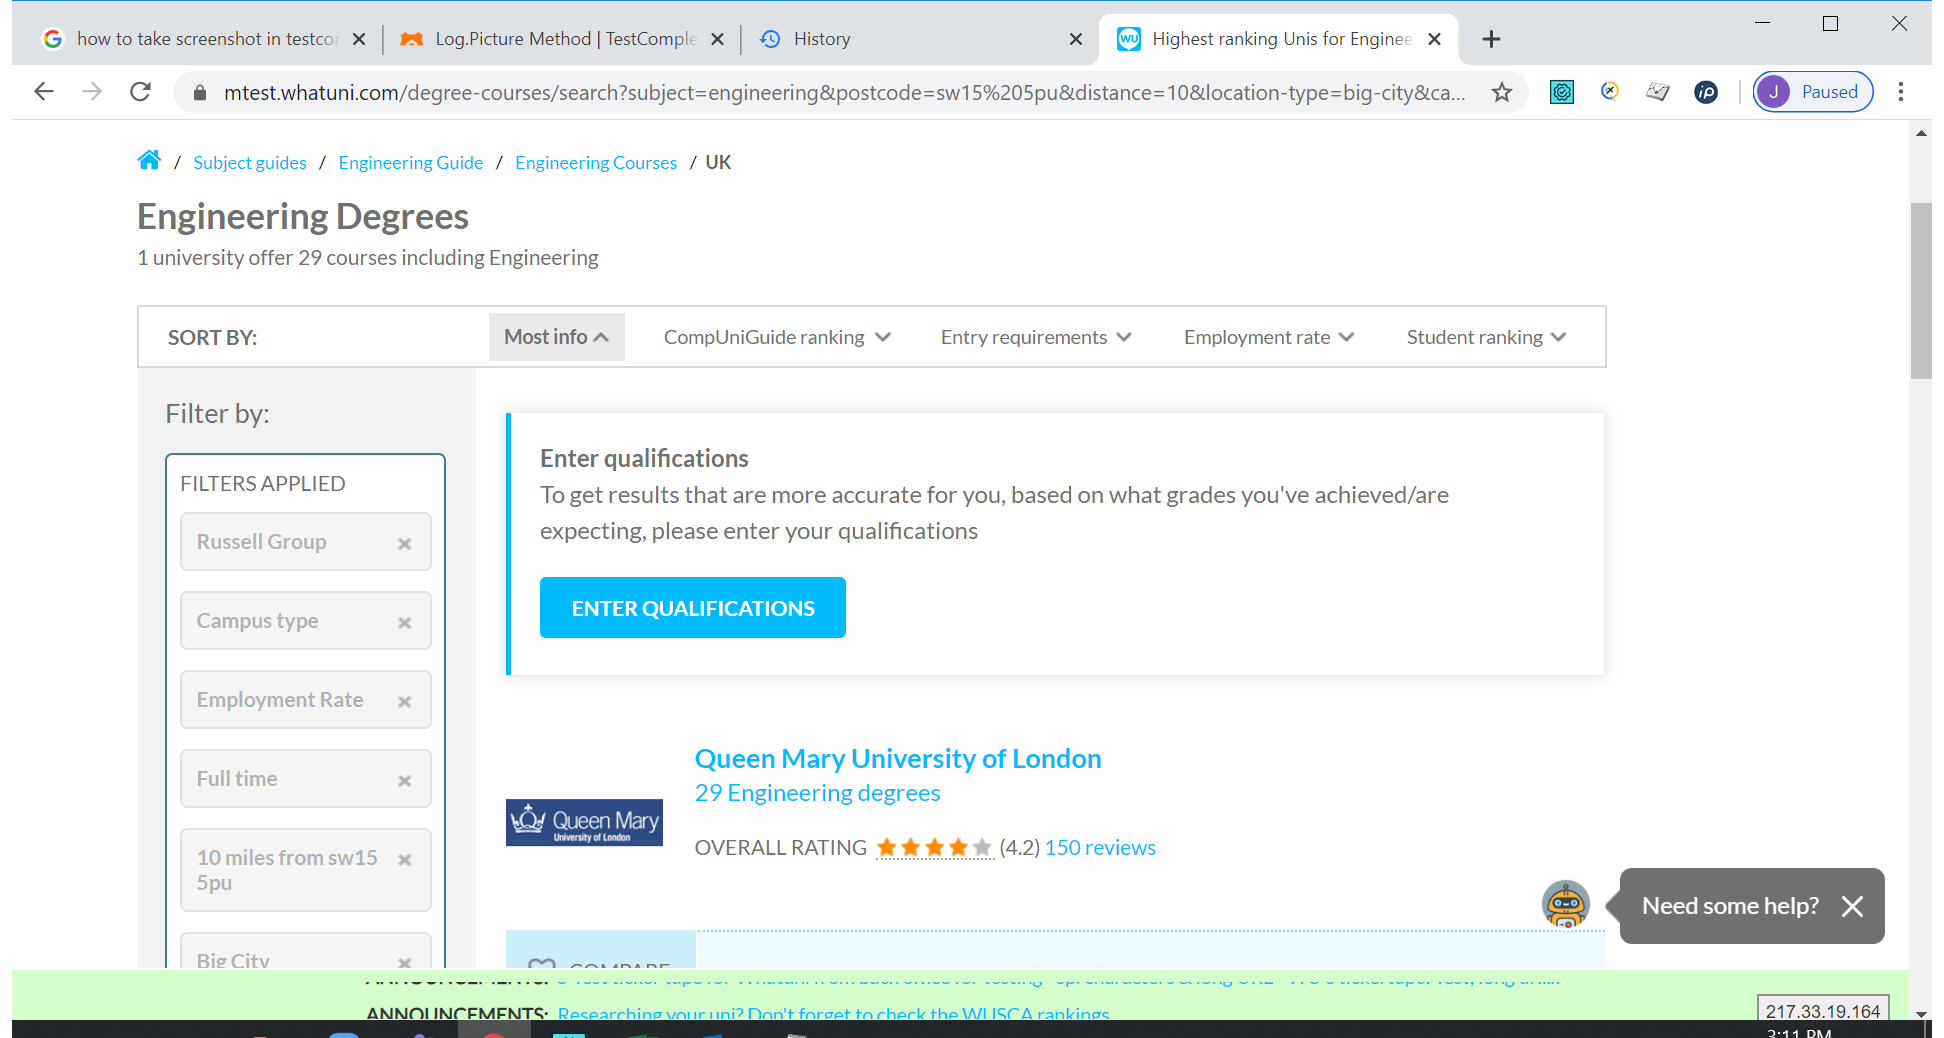 how to take screenshot in testcor
Log.Picture Method | TestComple
History
WU
Highest ranking Unis for Enginee
mtest.whatuni.com/degree-courses/search?subject=engineering&postcode=sw15%205pu&distance=10&location-type=big-city&ca...
ip
J
Paused
/ Subject guides / Engineering Guide / Engineering Courses / UK
Engineering Degrees
1 university offer 29 courses including Engineering
SORT BY:
Most info
CompUniGuide ranking
Entry requirements
Employment rate
Student ranking
Filter by:
FILTERS APPLIED
Russell Group
Campus type
Employment Rate
Full time
10 miles from sw15
5pu
Big City
Enter qualifications
To get results that are more accurate for you, based on what grades you've achieved/are
expecting, please enter your qualifications
ENTER QUALIFICATIONS
Queen Mary
University of London
Queen Mary University of London
29 Engineering degrees
OVERALL RATING (4.2) 150 reviews
Need some help?
COMPARE
ANNOUNCEMENTS: Researching your uni? Don't forget to check the WUSCA rankings
217.33.19.164
3:11 PM